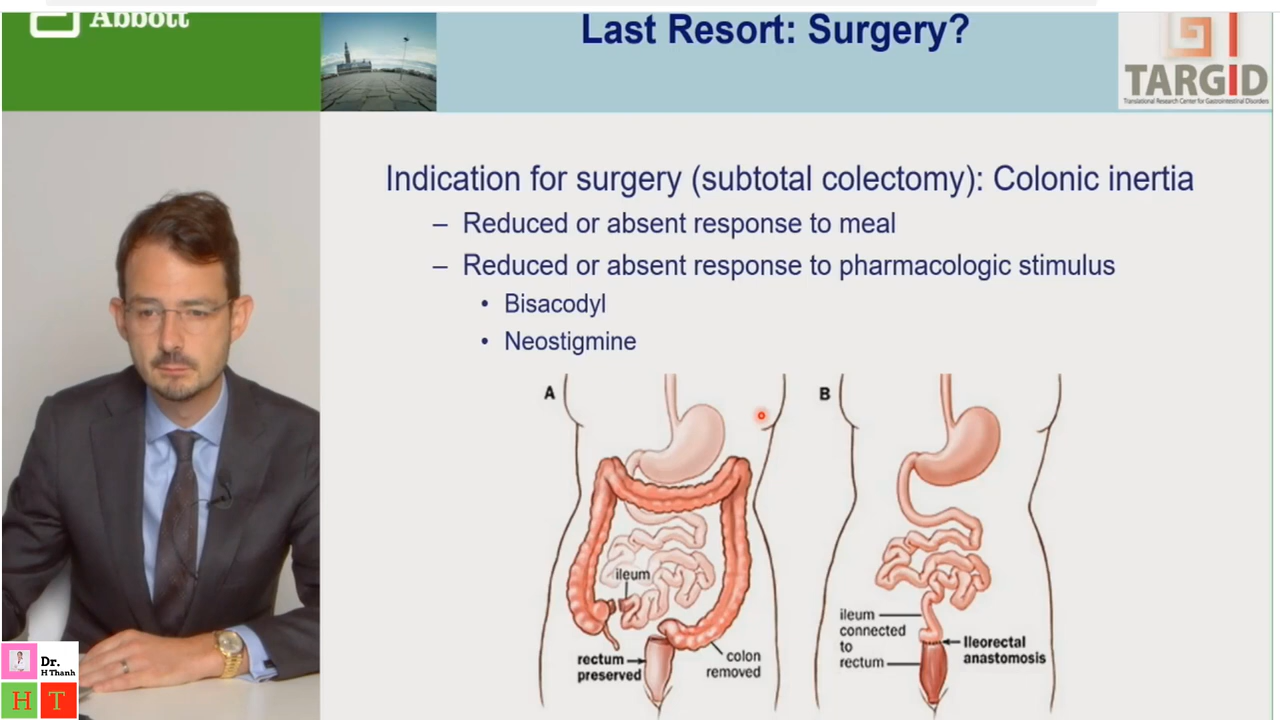 Abbott
Last Resort: Surgery?
TARGID
Translational Research Center for Gastrointestinal Disorders
Indication for surgery (subtotal colectomy): Colonic inertia
– Reduced or absent response to meal
– Reduced or absent response to pharmacologic stimulus
• Bisacodyl
• Neostigmine
A
ileum
rectum
preserved
colon
removed
B
ileum
connected
to
rectum
Ileorectal
anastomosis
Dr.
H Thanh
H T